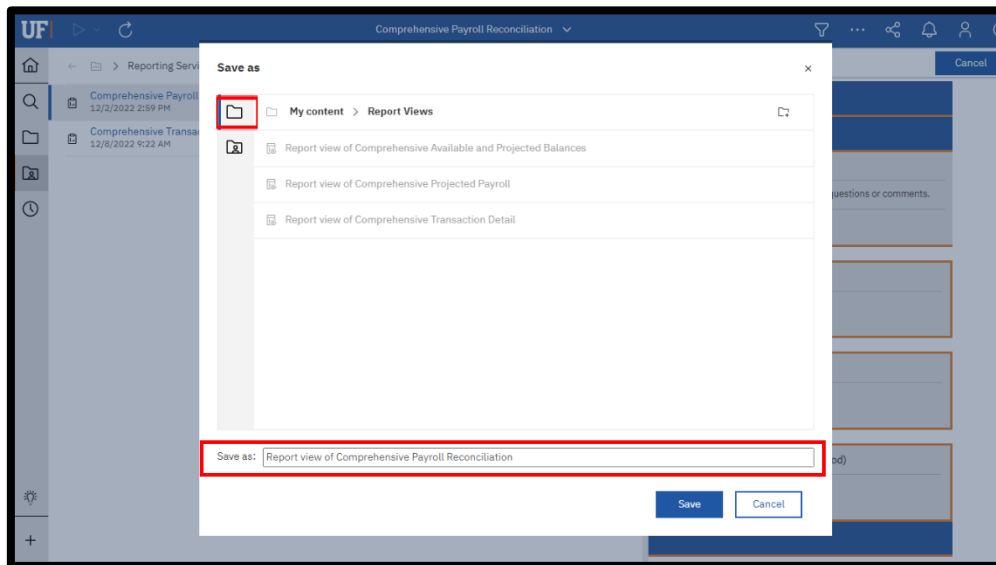 UF
Comprehensive Payroll Reconciliation
Reporting Servi
Cancel
Comprehensive Payroll
12/2/2022 2:59 PM
Comprehensive Transa
12/8/2022 9:22 AM
Save as
My content > Report Views
Report view of Comprehensive Available and Projected Balances
Report view of Comprehensive Projected Payroll
Report view of Comprehensive Transaction Detail
Save as: Report view of Comprehensive Payroll Reconciliation
Save
Cancel
uestions or comments.
od)